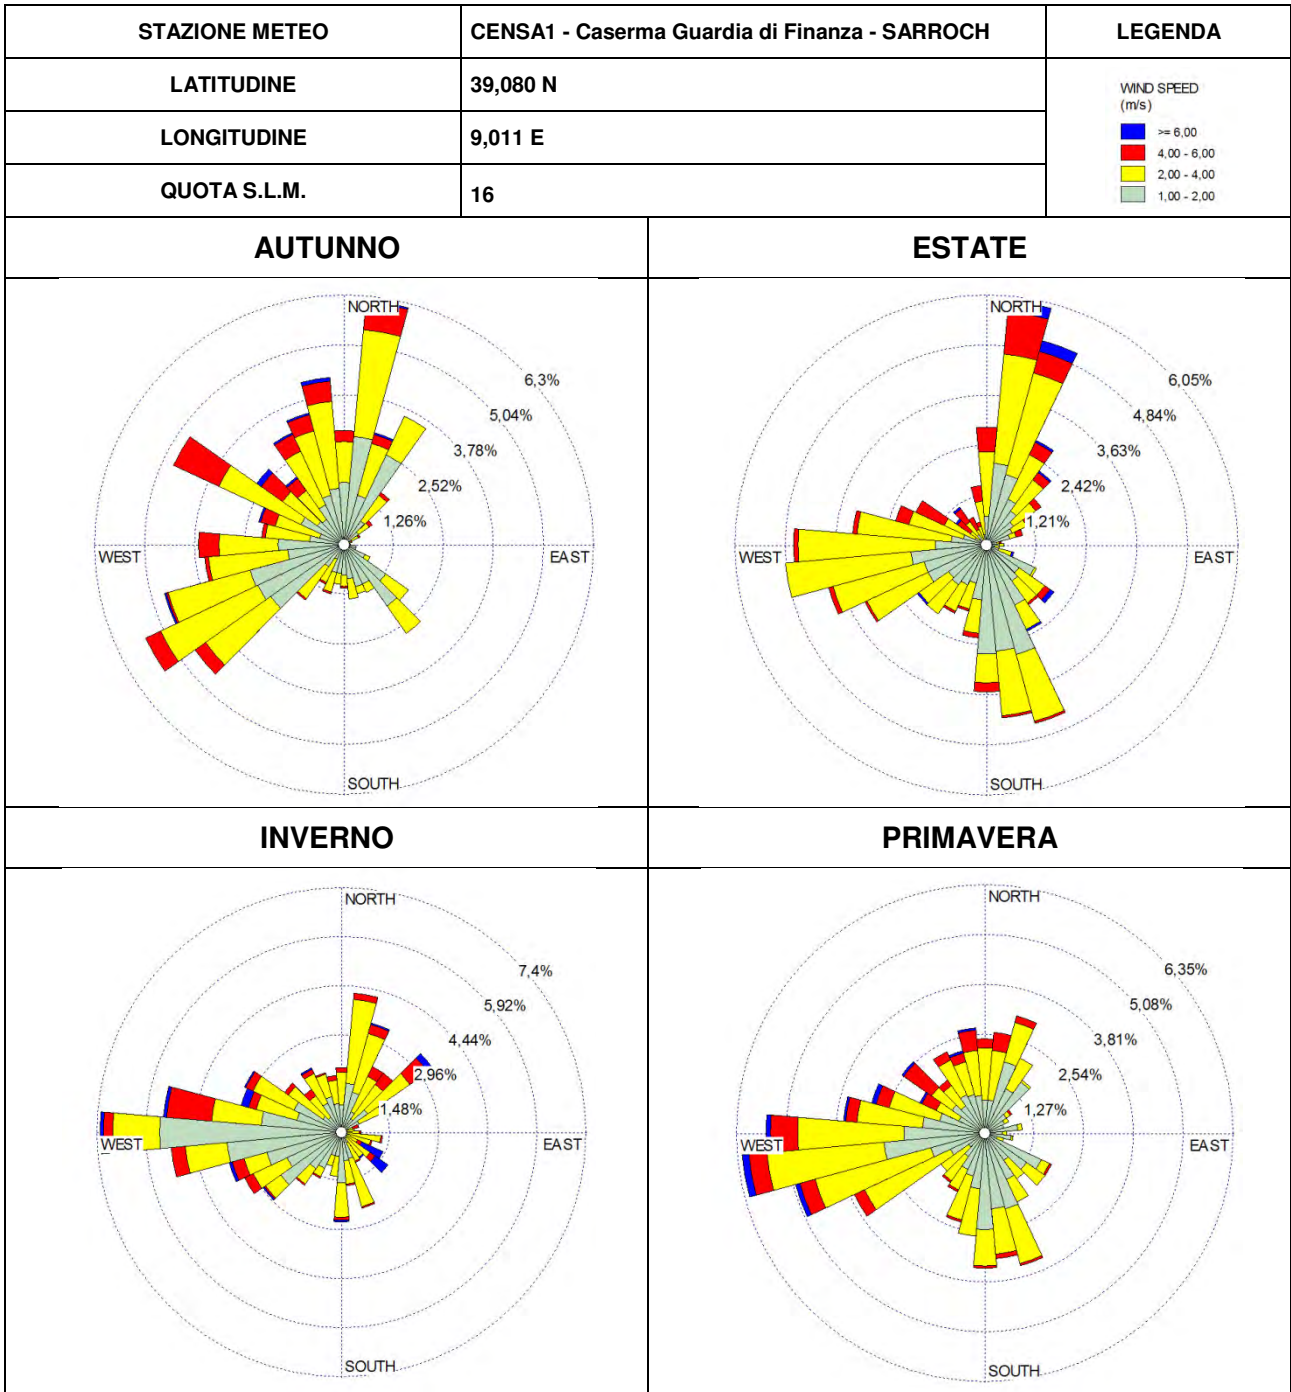 STAZIONE METEO
CENSA1 - Caserma Guardia di Finanza - SARROCH
LEGENDA
LATITUDINE
39,080 N
LONGITUDINE
9,011 E
QUOTA S.L.M.
16
WIND SPEED
(m/s)
>= 6,00
4,00 - 6,00
2,00 - 4,00
1,00 - 2,00
AUTUNNO
NORTH
6,3%
5,04%
3,78%
2,52%
1,26%
WEST
EAST
SOUTH
ESTATE
NORTH
6,05%
4,84%
3,63%
2,42%
1,21%
WEST
EAST
SOUTH
INVERNO
NORTH
7,4%
5,92%
4,44%
2,96%
1,48%
WEST
EAST
SOUTH
PRIMAVERA
NORTH
6,35%
5,08%
3,81%
2,54%
1,27%
WEST
EAST
SOUTH